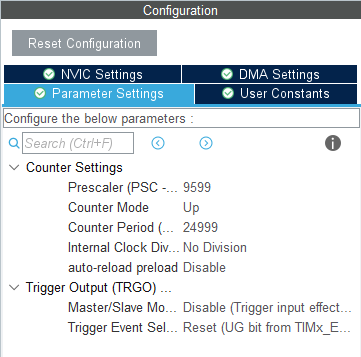 Configuration
Reset Configuration
NVIC Settings
DMA Settings
Parameter Settings
User Constants
Configure the below parameters :
Search (Ctrl+F)
Counter Settings
Prescaler (PSC -... 9599
Counter Mode Up
Counter Period (... 24999
Internal Clock Div... No Division
auto-reload preload Disable
Trigger Output (TRGO) ...
Master/Slave Mo... Disable (Trigger input effect...
Trigger Event Sel... Reset (UG bit from TIMx_E...